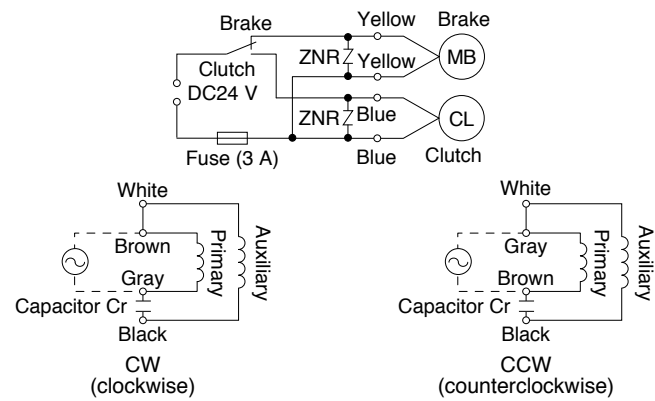 Brake
Yellow
Brake
ZNR
Yellow
MB
Clutch
DC24 V
ZNR
Blue
CL
Fuse (3 A)
Blue
Clutch
White
Brown
Gray
Primary
Auxiliary
Capacitor Cr
Black
CW
(clockwise)
White
Gray
Brown
Primary
Auxiliary
Capacitor Cr
Black
CCW
(counterclockwise)